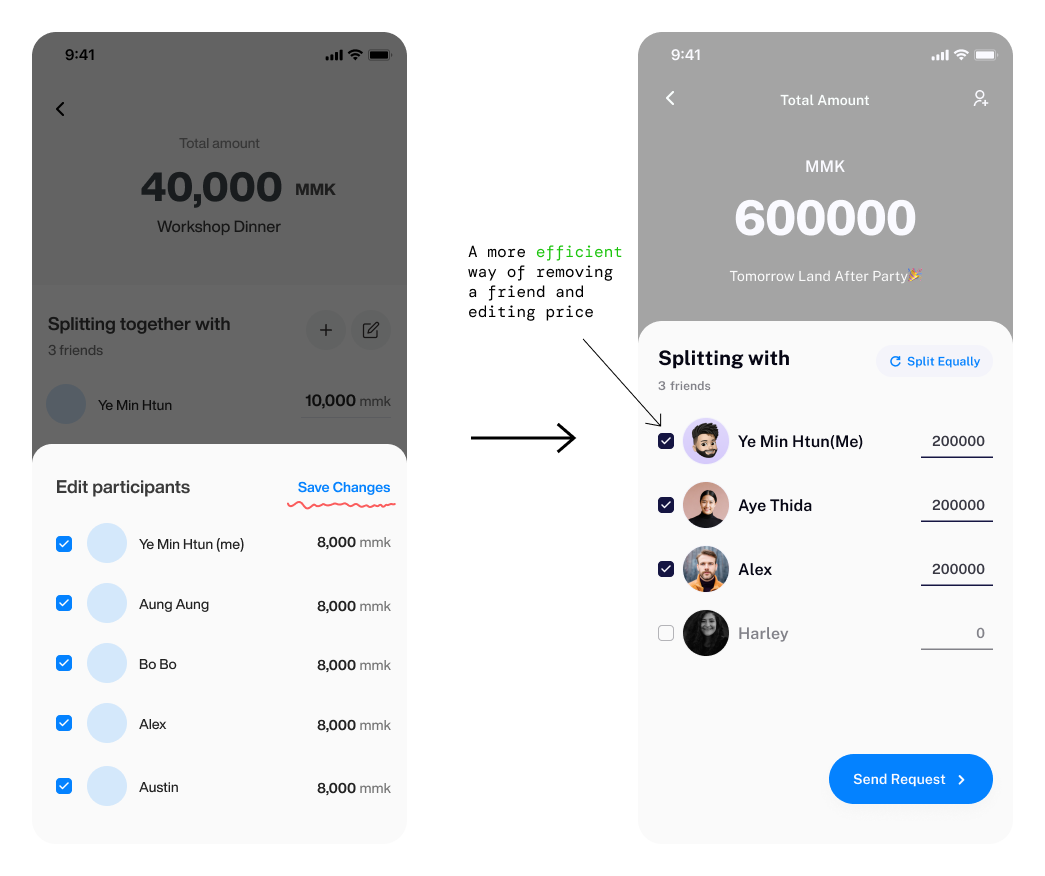 9:41
Total amount
40,000 MMK
Workshop Dinner
Splitting together with
3 friends
Ye Min Htun 10,000 mmk
Edit participants Save Changes
Ye Min Htun (me) 8,000 mmk
Aung Aung 8,000 mmk
Bo Bo 8,000 mmk
Alex 8,000 mmk
Austin 8,000 mmk
A more efficient
way of removing
a friend and
editing price
9:41
Total Amount
MMK
600000
Tomorrow Land After Party🎉
Splitting with Split Equally
3 friends
Ye Min Htun(Me) 200000
Aye Thida 200000
Alex 200000
Harley 0
Send Request